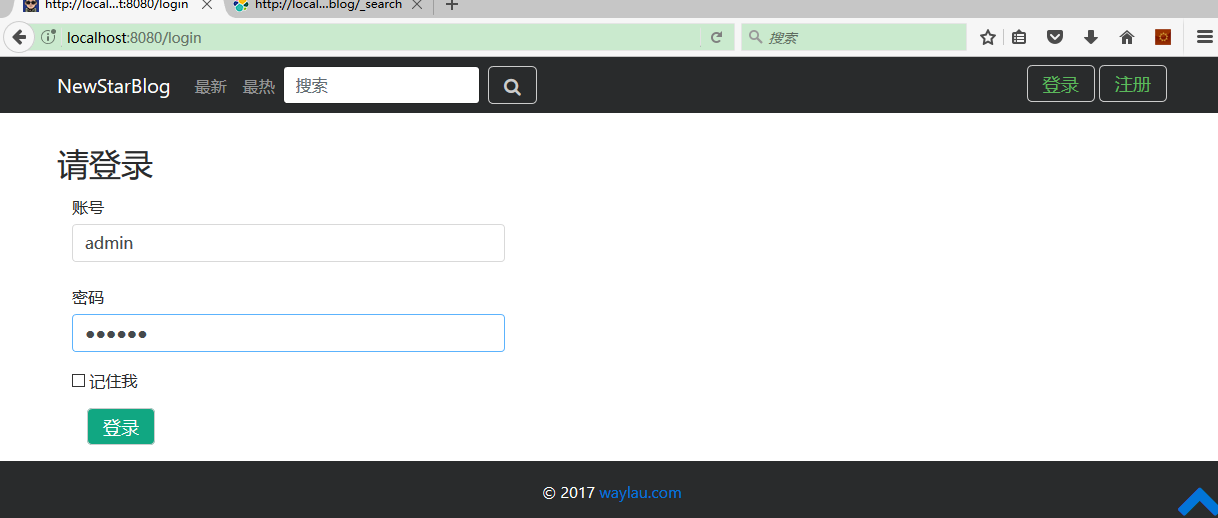 http://local...t:8080/login http://local...blog/_search
localhost:8080/login 搜索
NewStarBlog 最新 最热 搜索 登录 注册
请登录
账号
admin
密码
●●●●●●
记住我
登录
© 2017 waylau.com